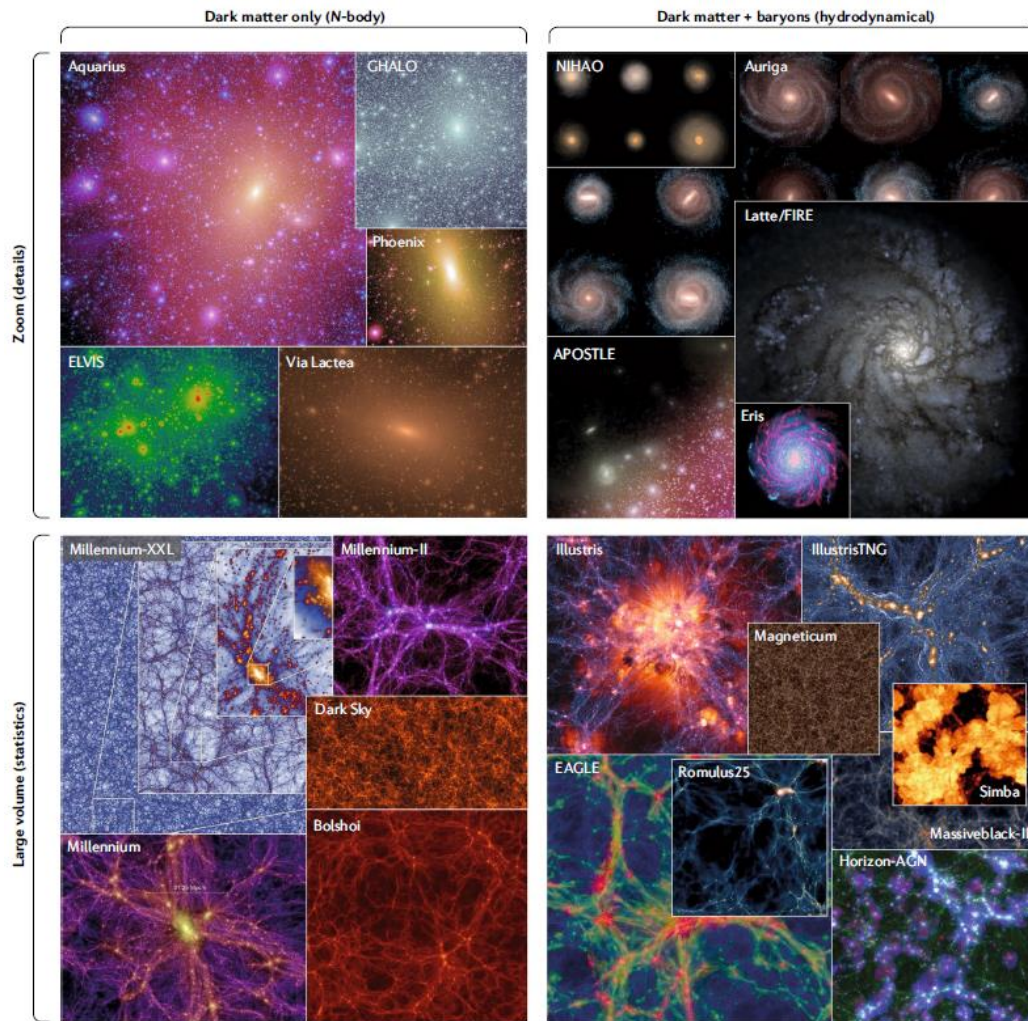 Dark matter only (N-body)
Dark matter + baryons (hydrodynamical)
Zoom (details)
Aquarius
GHALO
Phoenix
ELVIS
Via Lactea
NIHAO
Auriga
Latte/FIRE
APOSTLE
Eris
Large volume (statistics)
Millennium-XXL
Millennium-II
Dark Sky
Millennium
Bolshoi
Illustris
IllustrisTNG
Magneticum
Simba
EAGLE
Romulus25
Massiveblack-II
Horizon-AGN